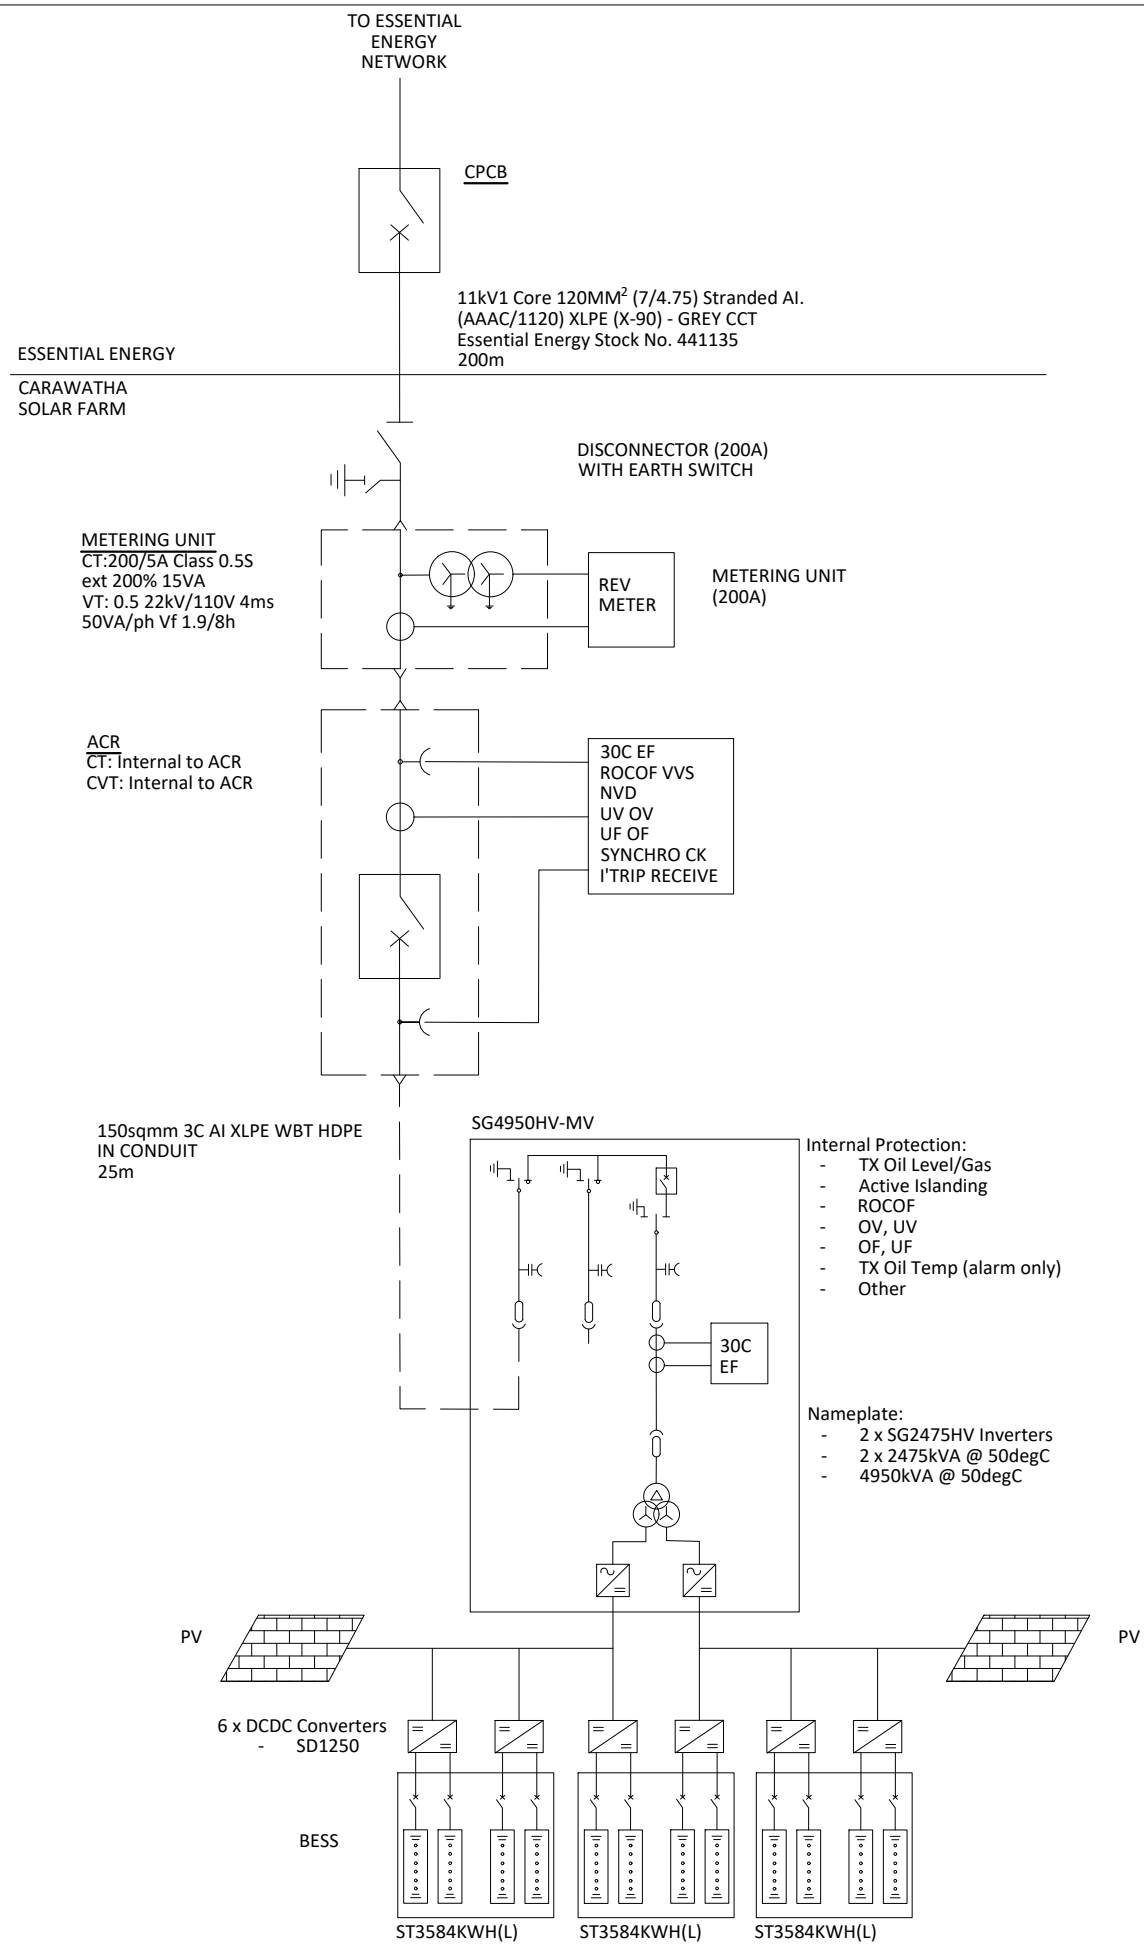 TO ESSENTIAL
ENERGY
NETWORK
CPCB
11kV1 Core 120MM² (7/4.75) Stranded AI.
(AAAC/1120) XLPE (X-90) - GREY CCT
Essential Energy Stock No. 441135
200m
ESSENTIAL ENERGY
CARAWATHA
SOLAR FARM
DISCONNECTOR (200A)
WITH EARTH SWITCH
METERING UNIT
CT:200/5A Class 0.5S
ext 200% 15VA
VT: 0.5 22kV/110V 4ms
50VA/ph Vf 1.9/8h
REV
METER
METERING UNIT
(200A)
ACR
CT: Internal to ACR
CVT: Internal to ACR
30C EF
ROCOF VVS
NVD
UV OV
UF OF
SYNCHRO CK
I'TRIP RECEIVE
150sqmm 3C AI XLPE WBT HDPE
IN CONDUIT
25m
SG4950HV-MV
Internal Protection:
- TX Oil Level/Gas
- Active Islanding
- ROCOF
- OV, UV
- OF, UF
- TX Oil Temp (alarm only)
- Other
30C
EF
Nameplate:
- 2 x SG2475HV Inverters
- 2 x 2475kVA @ 50degC
- 4950kVA @ 50degC
PV
PV
6 x DCDC Converters
- SD1250
BESS
ST3584KWH(L)
ST3584KWH(L)
ST3584KWH(L)